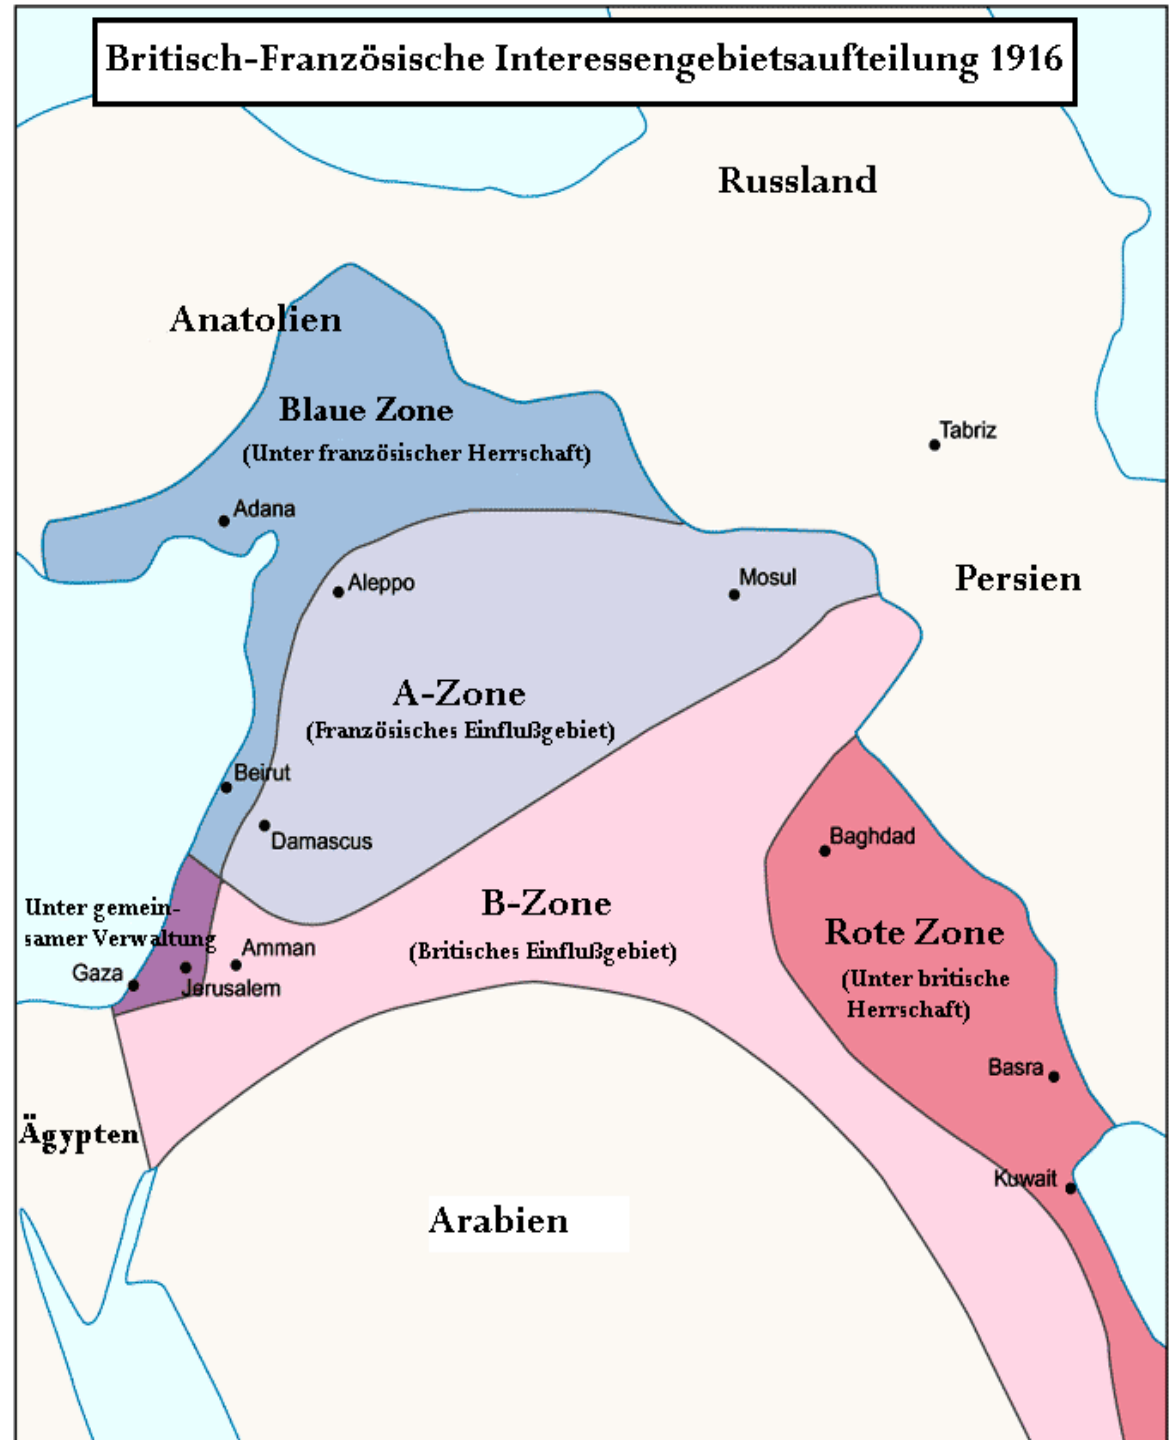 Britisch-Französische Interessengebietsaufteilung 1916
Russland
Anatolien
Blaue Zone
(Unter französischer Herrschaft)
Tabriz
Adana
Aleppo
Mosul
Persien
A-Zone
(Französisches Einflußgebiet)
Beirut
Damascus
Baghdad
B-Zone
(Britisches Einflußgebiet)
Unter gemein-
samer Verwaltung
Rote Zone
(Unter britische
Herrschaft)
Amman
Gaza
Jerusalem
Basra
Ägypten
Kuwait
Arabien